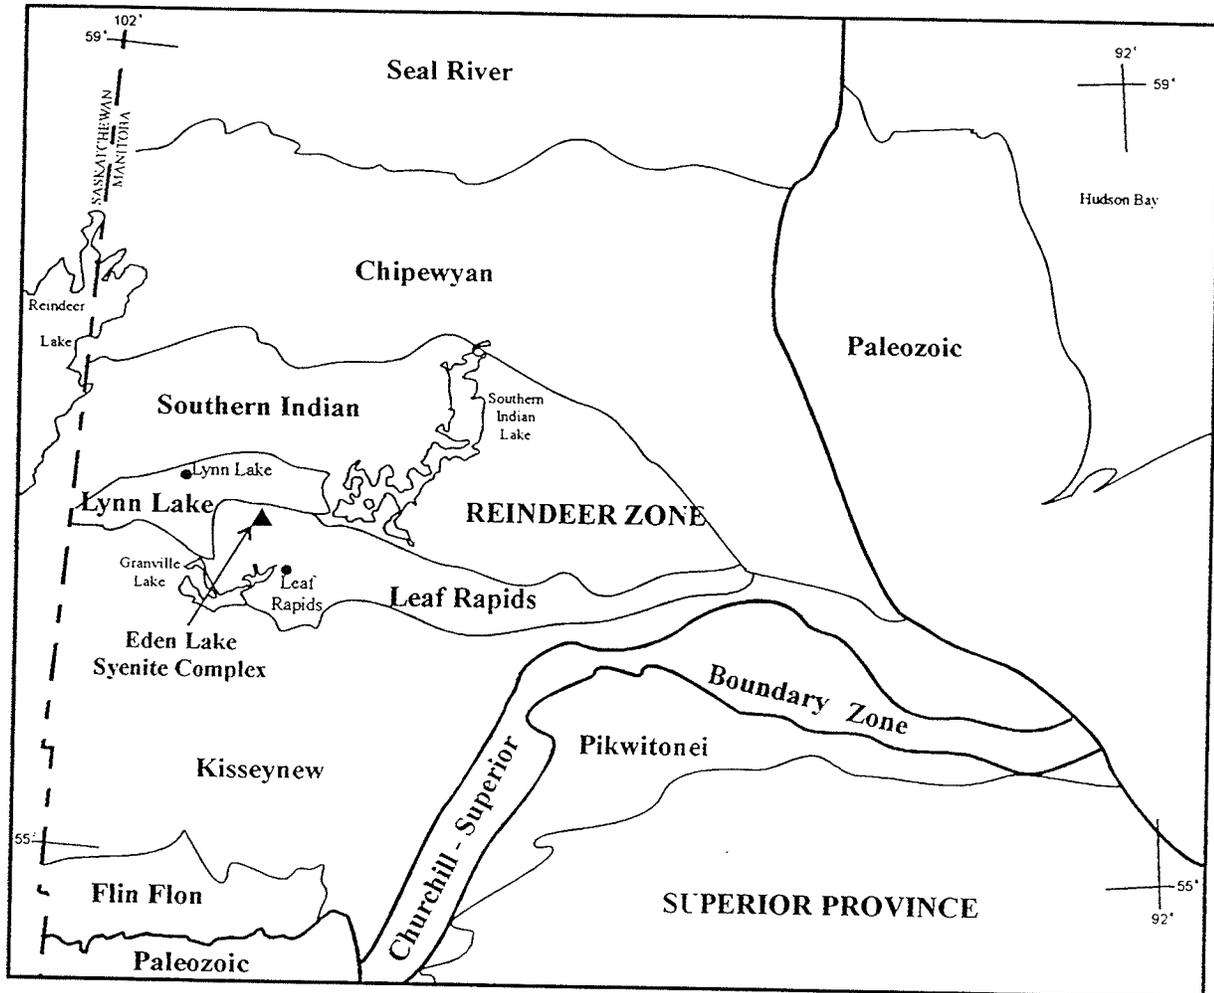 102°
59°
Seal River
92°
59°
SASKATCHEWAN
MANITOBA
Hudson Bay
Chipewyan
Reindeer
Lake
Paleozoic
Southern Indian
Southern
Indian
Lake
Lynn Lake
Lynn Lake
REINDEER ZONE
Granville
Lake
Leaf
Rapids
Leaf Rapids
Eden Lake
Syenite Complex
Boundary Zone
Pikwitonei
Kisseynew
Churchill - Superior
55°
Flin Flon
SUPERIOR PROVINCE
55°
92°
Paleozoic